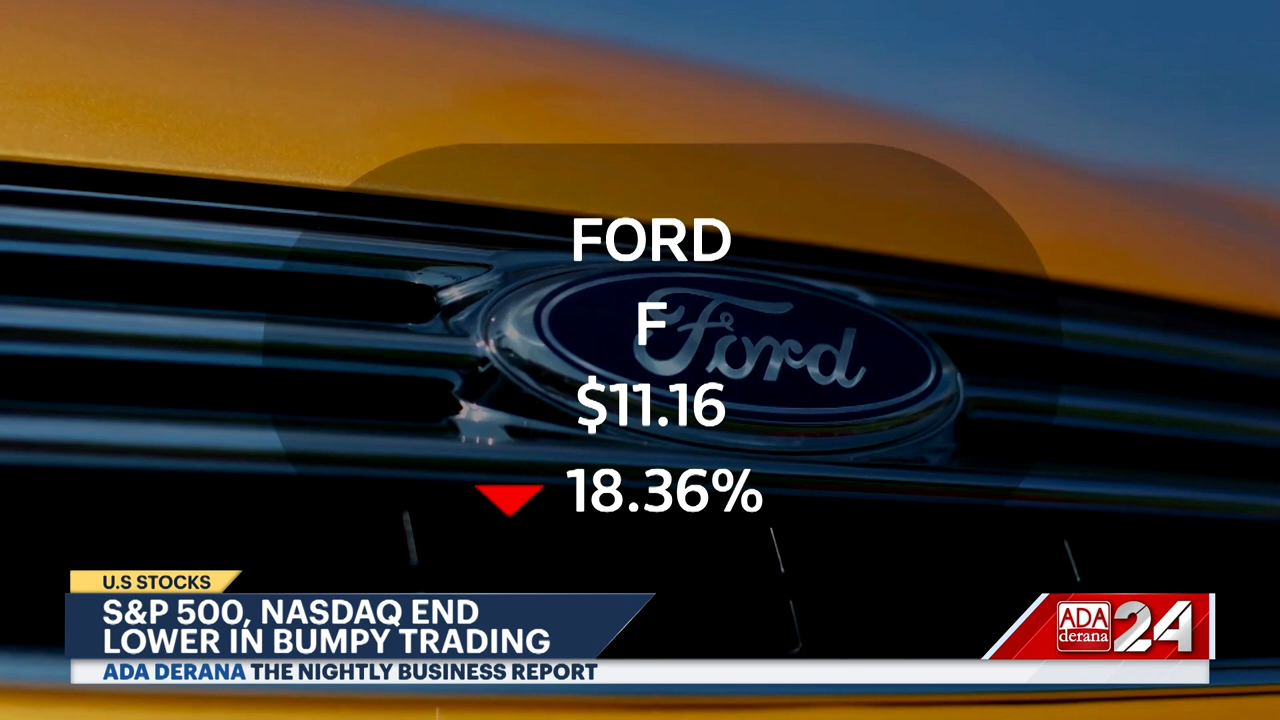 FORD
F
Ford
$11.16
18.36%
U.S STOCKS
S&P 500, NASDAQ END
LOWER IN BUMPY TRADING
ADA DERANA THE NIGHTLY BUSINESS REPORT
ADA
derana
24